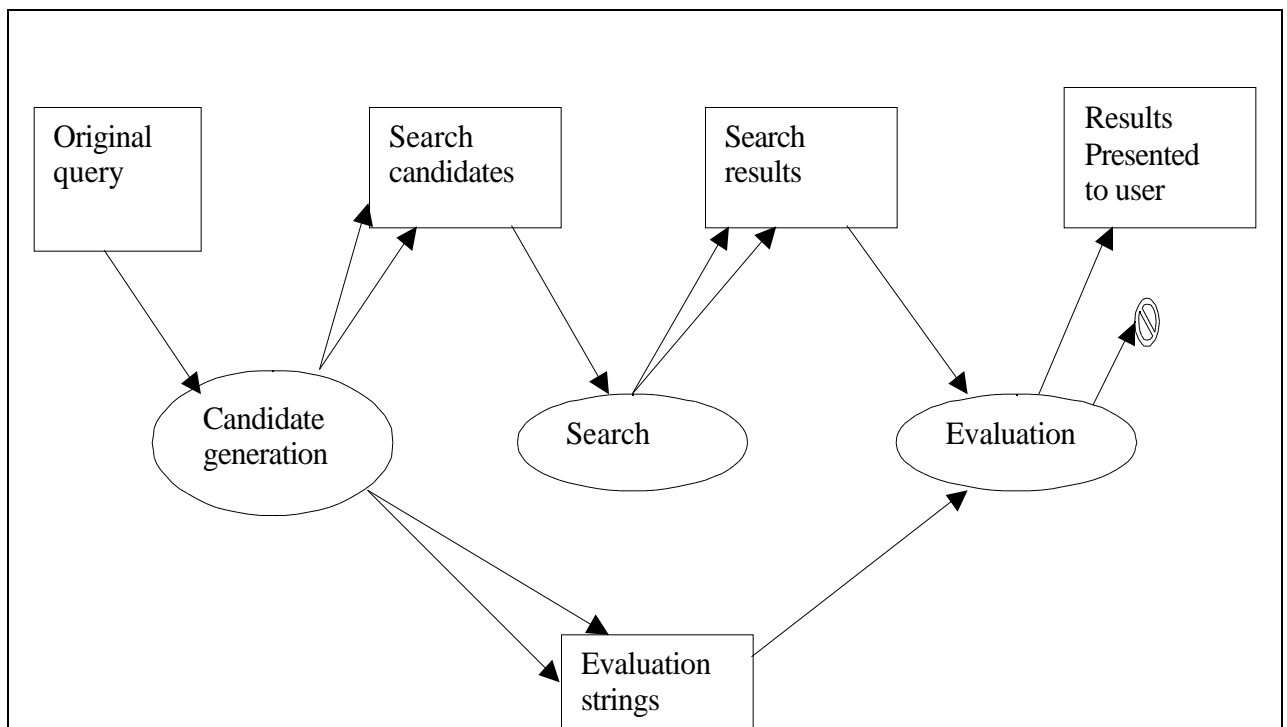 Original
query
Search
candidates
Search
results
Results
Presented
to user
Candidate
generation
Search
Evaluation
Evaluation
strings